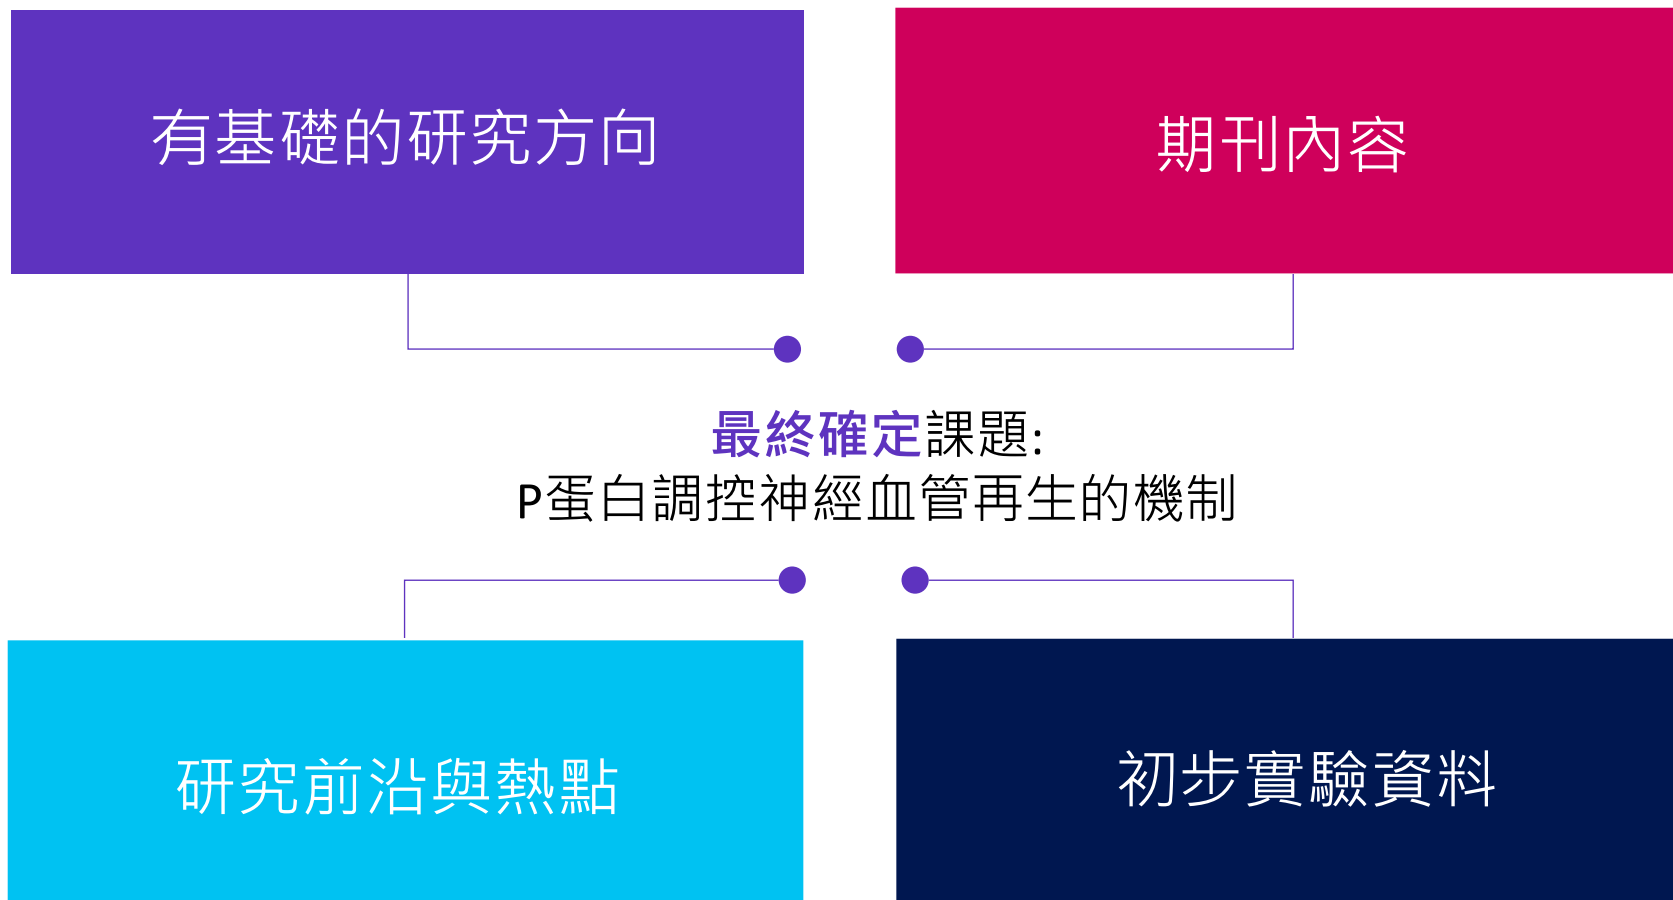 有基礎的研究方向
期刊內容
最終確定課題:
P蛋白調控神經血管再生的機制
研究前沿與熱點
初步實驗資料